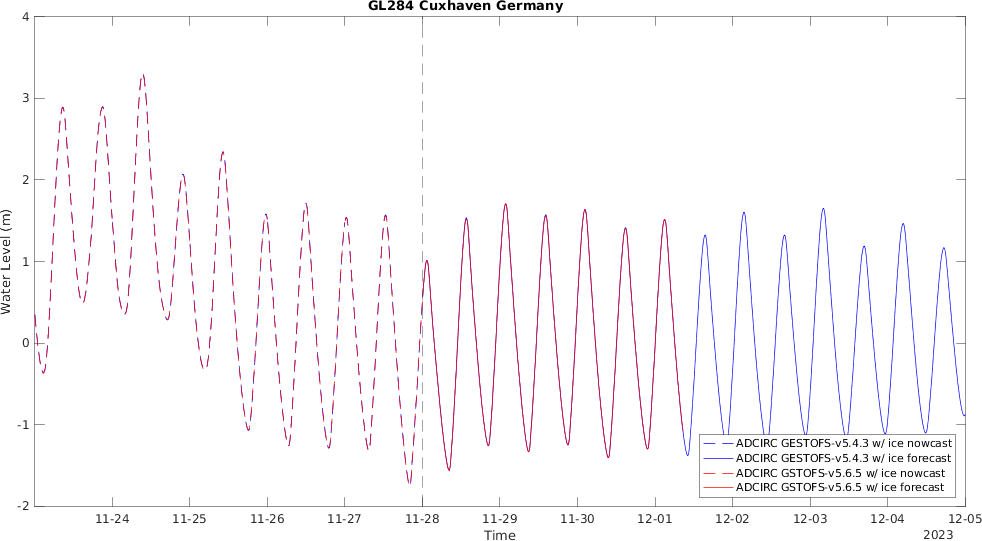 GL284 Cuxhaven Germany
Water Level (m)
4
3
2
1
0
-1
-2
11-24
11-25
11-26
11-27
11-28
11-29
11-30
12-01
12-02
12-03
12-04
12-05
Time
2023
ADCIRC GESTOFS-v5.4.3 w/ ice nowcast
ADCIRC GESTOFS-v5.4.3 w/ ice forecast
ADCIRC GSTOFS-v5.6.5 w/ ice nowcast
ADCIRC GSTOFS-v5.6.5 w/ ice forecast